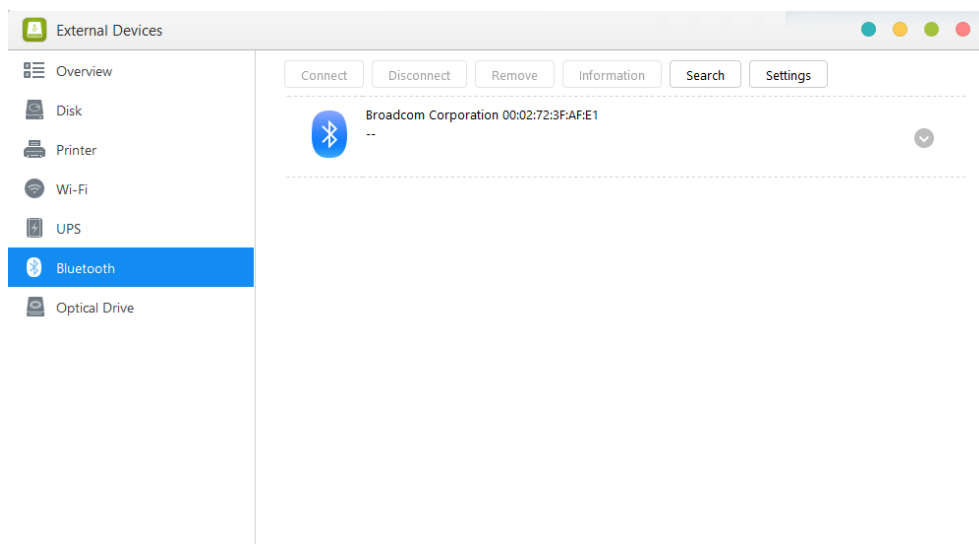 External Devices
Overview
Disk
Printer
Wi-Fi
UPS
Bluetooth
Optical Drive
Connect Disconnect Remove Information Search Settings
Broadcom Corporation 00:02:72:3F:AF:E1
--